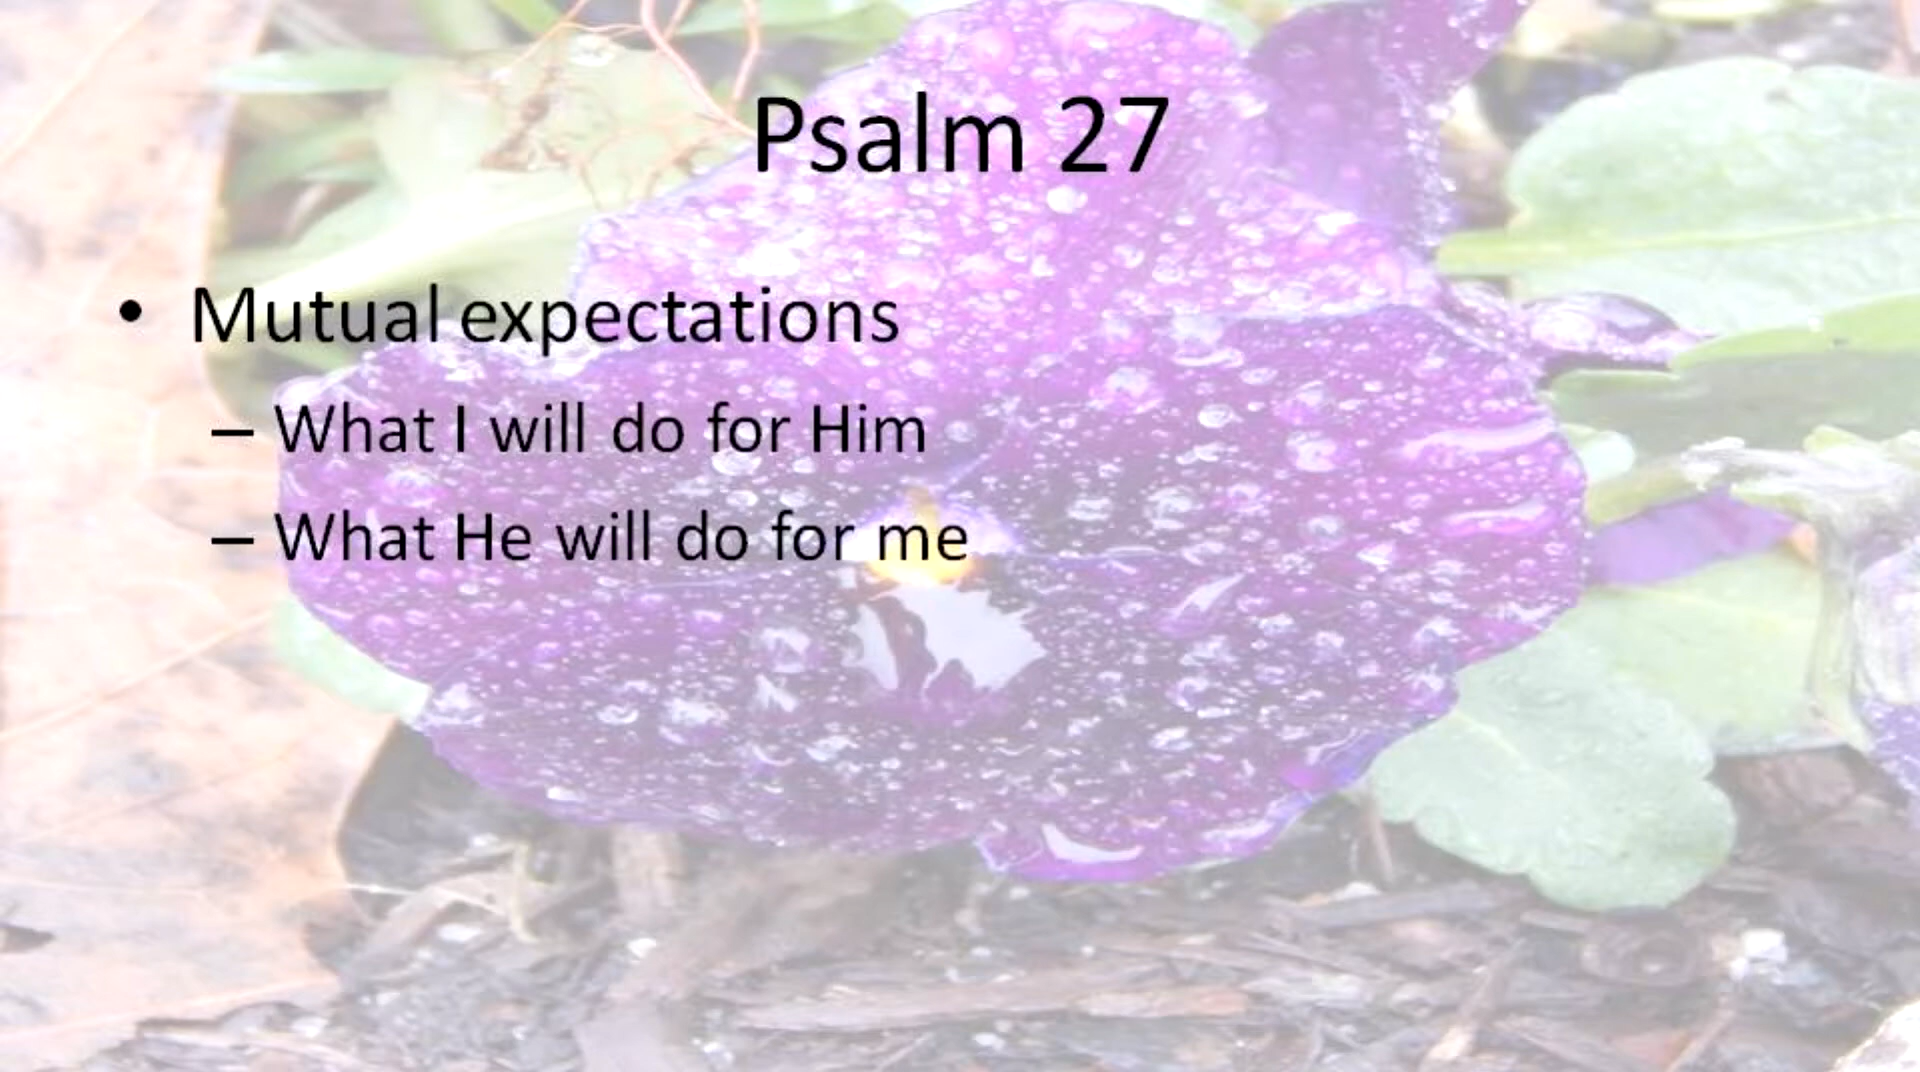 Psalm 27
• Mutual expectations
– What I will do for Him
– What He will do for me